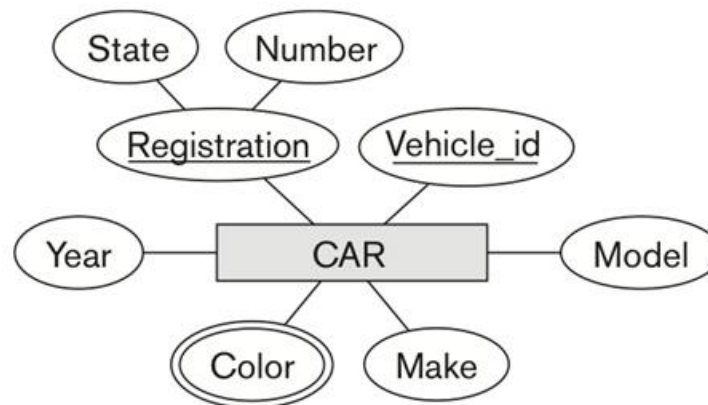 State
Number
Registration
Vehicle_id
Year
CAR
Model
Color
Make